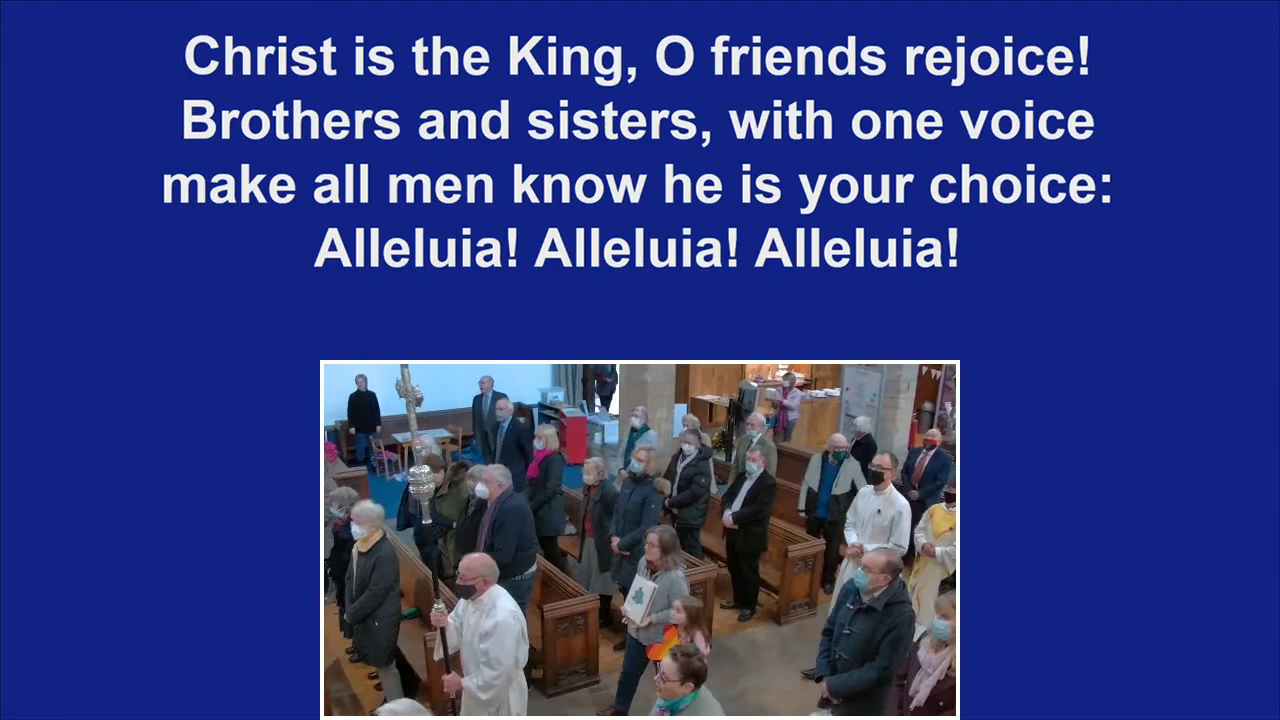 Christ is the King, O friends rejoice!
Brothers and sisters, with one voice
make all men know he is your choice:
Alleluia! Alleluia! Alleluia!